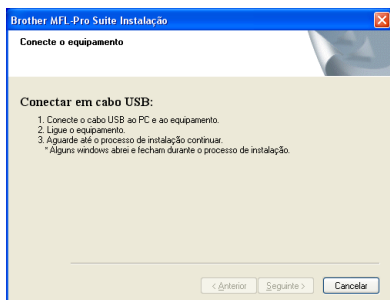 Brother MFL-Pro Suite Instalação
Conecte o equipamento
Conectar em cabo USB:
1. Conecte o cabo USB ao PC e ao equipamento.
2. Ligue o equipamento.
3. Aguarde até o processo de instalação continuar.
* Alguns windows abrei e fecham durante o processo de instalação.
< Anterior
Seguinte >
Cancelar